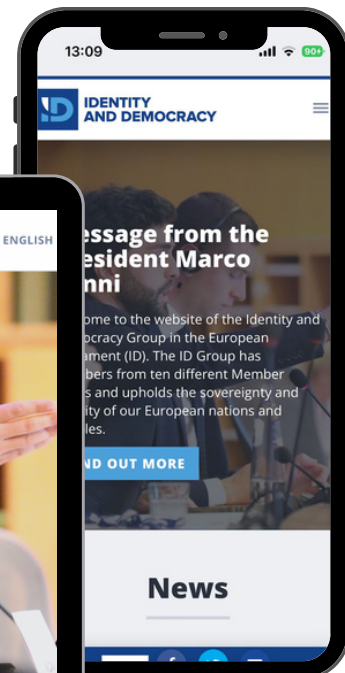 13:09
90
IDENTITY
AND DEMOCRACY
ENGLISH
essage from the
esident Marco
nni
ome to the website of the Identity and
ocracy Group in the European
ament (ID). The ID Group has
bers from ten different Member
s and upholds the sovereignty and
ity of our European nations and
les.
ND OUT MORE
News